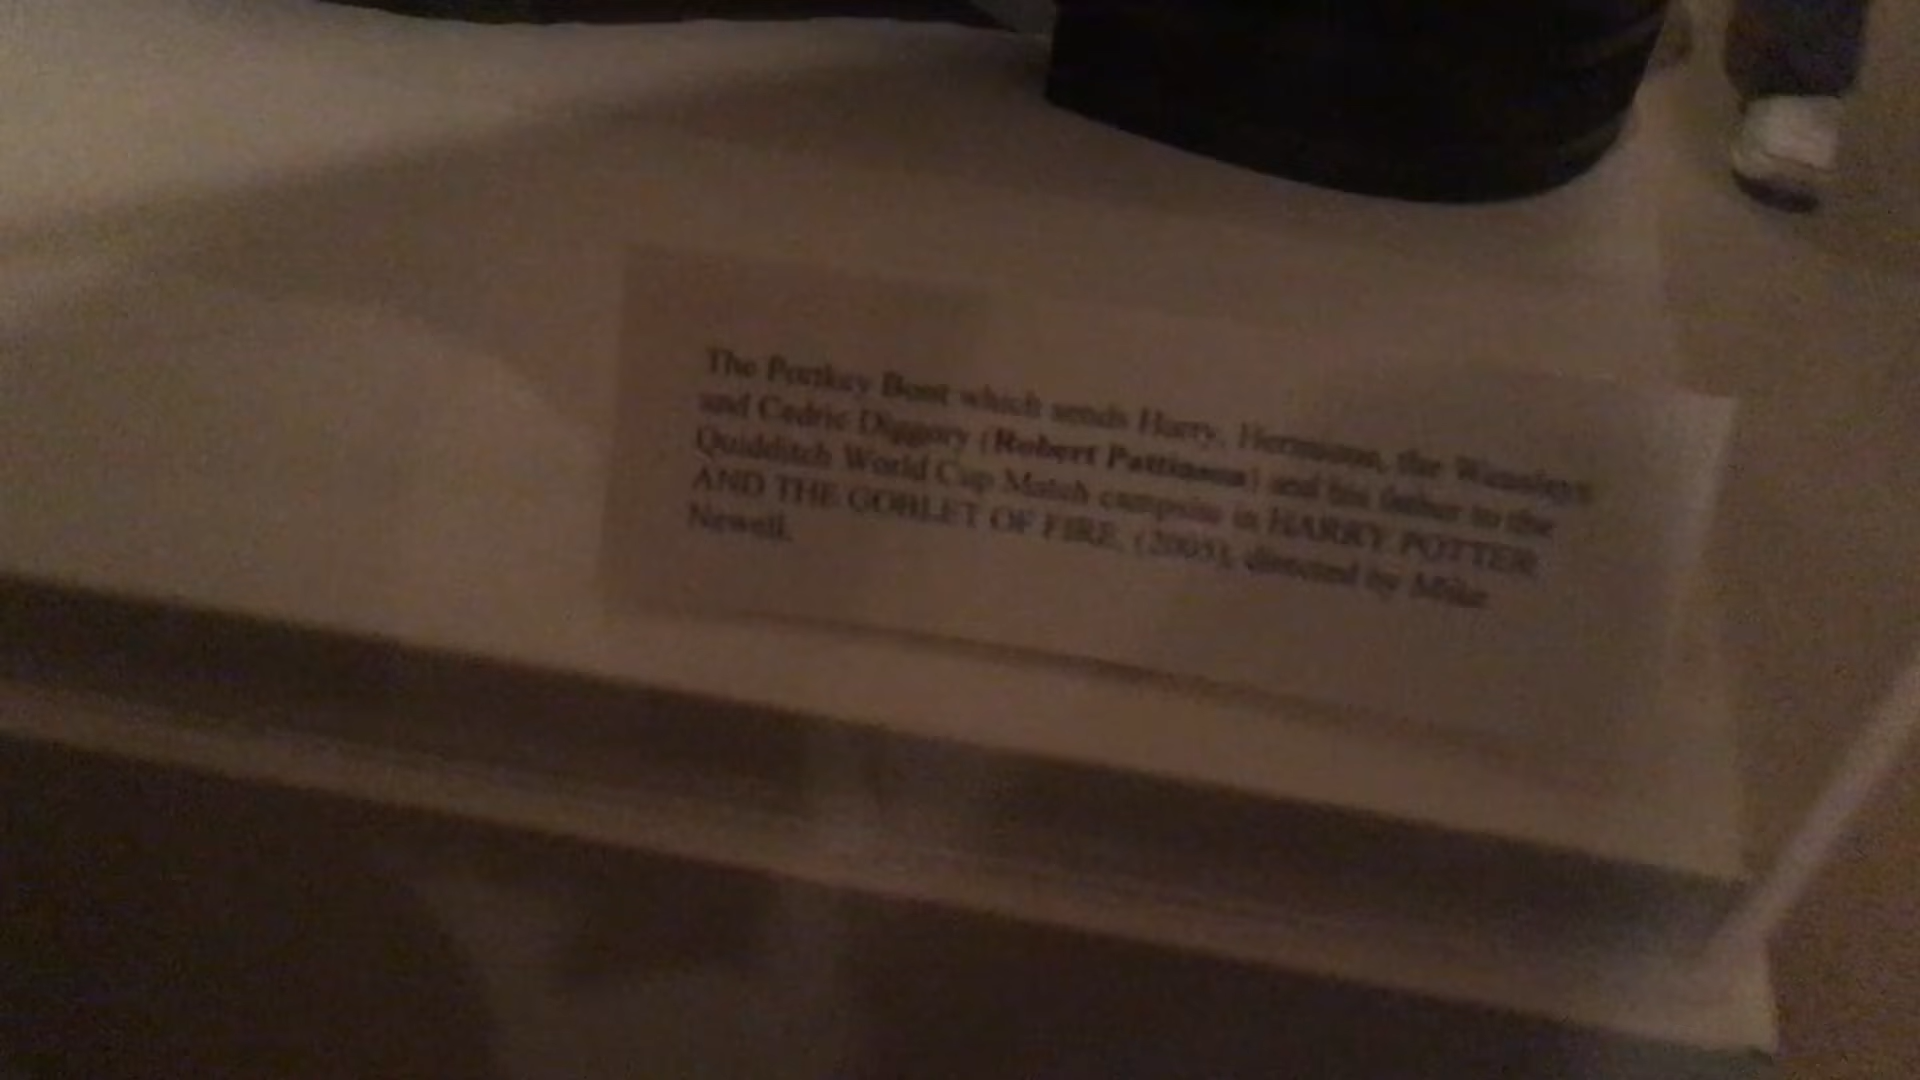 The Portkey Boot which sends Harry, Hermione, the Weasleys
and Cedric Diggory (Robert Pattinson) and his father to the
Quidditch World Cup Match campsite in HARRY POTTER
AND THE GOBLET OF FIRE, (2005), directed by Mike
Newell.